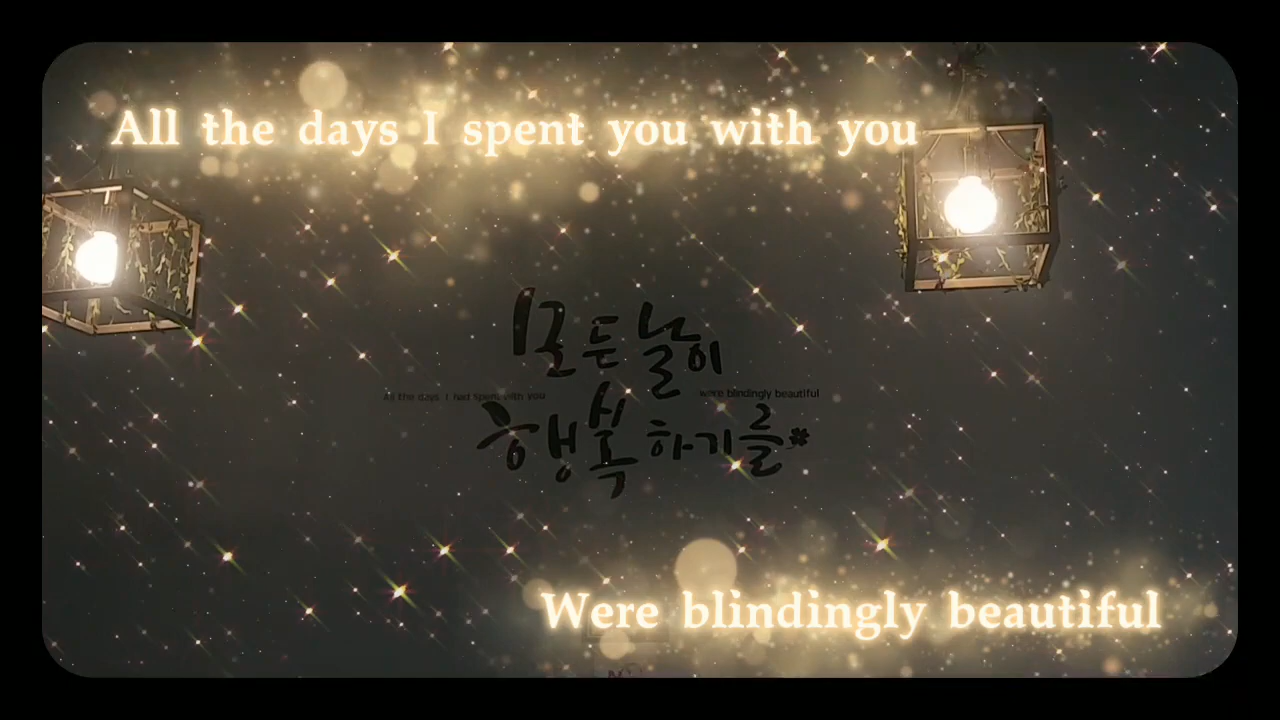 All the days I spent you with you
모든 날이
All the days I had spent with you
were blindingly beautiful
행복 하기를*
Were blindingly beautiful